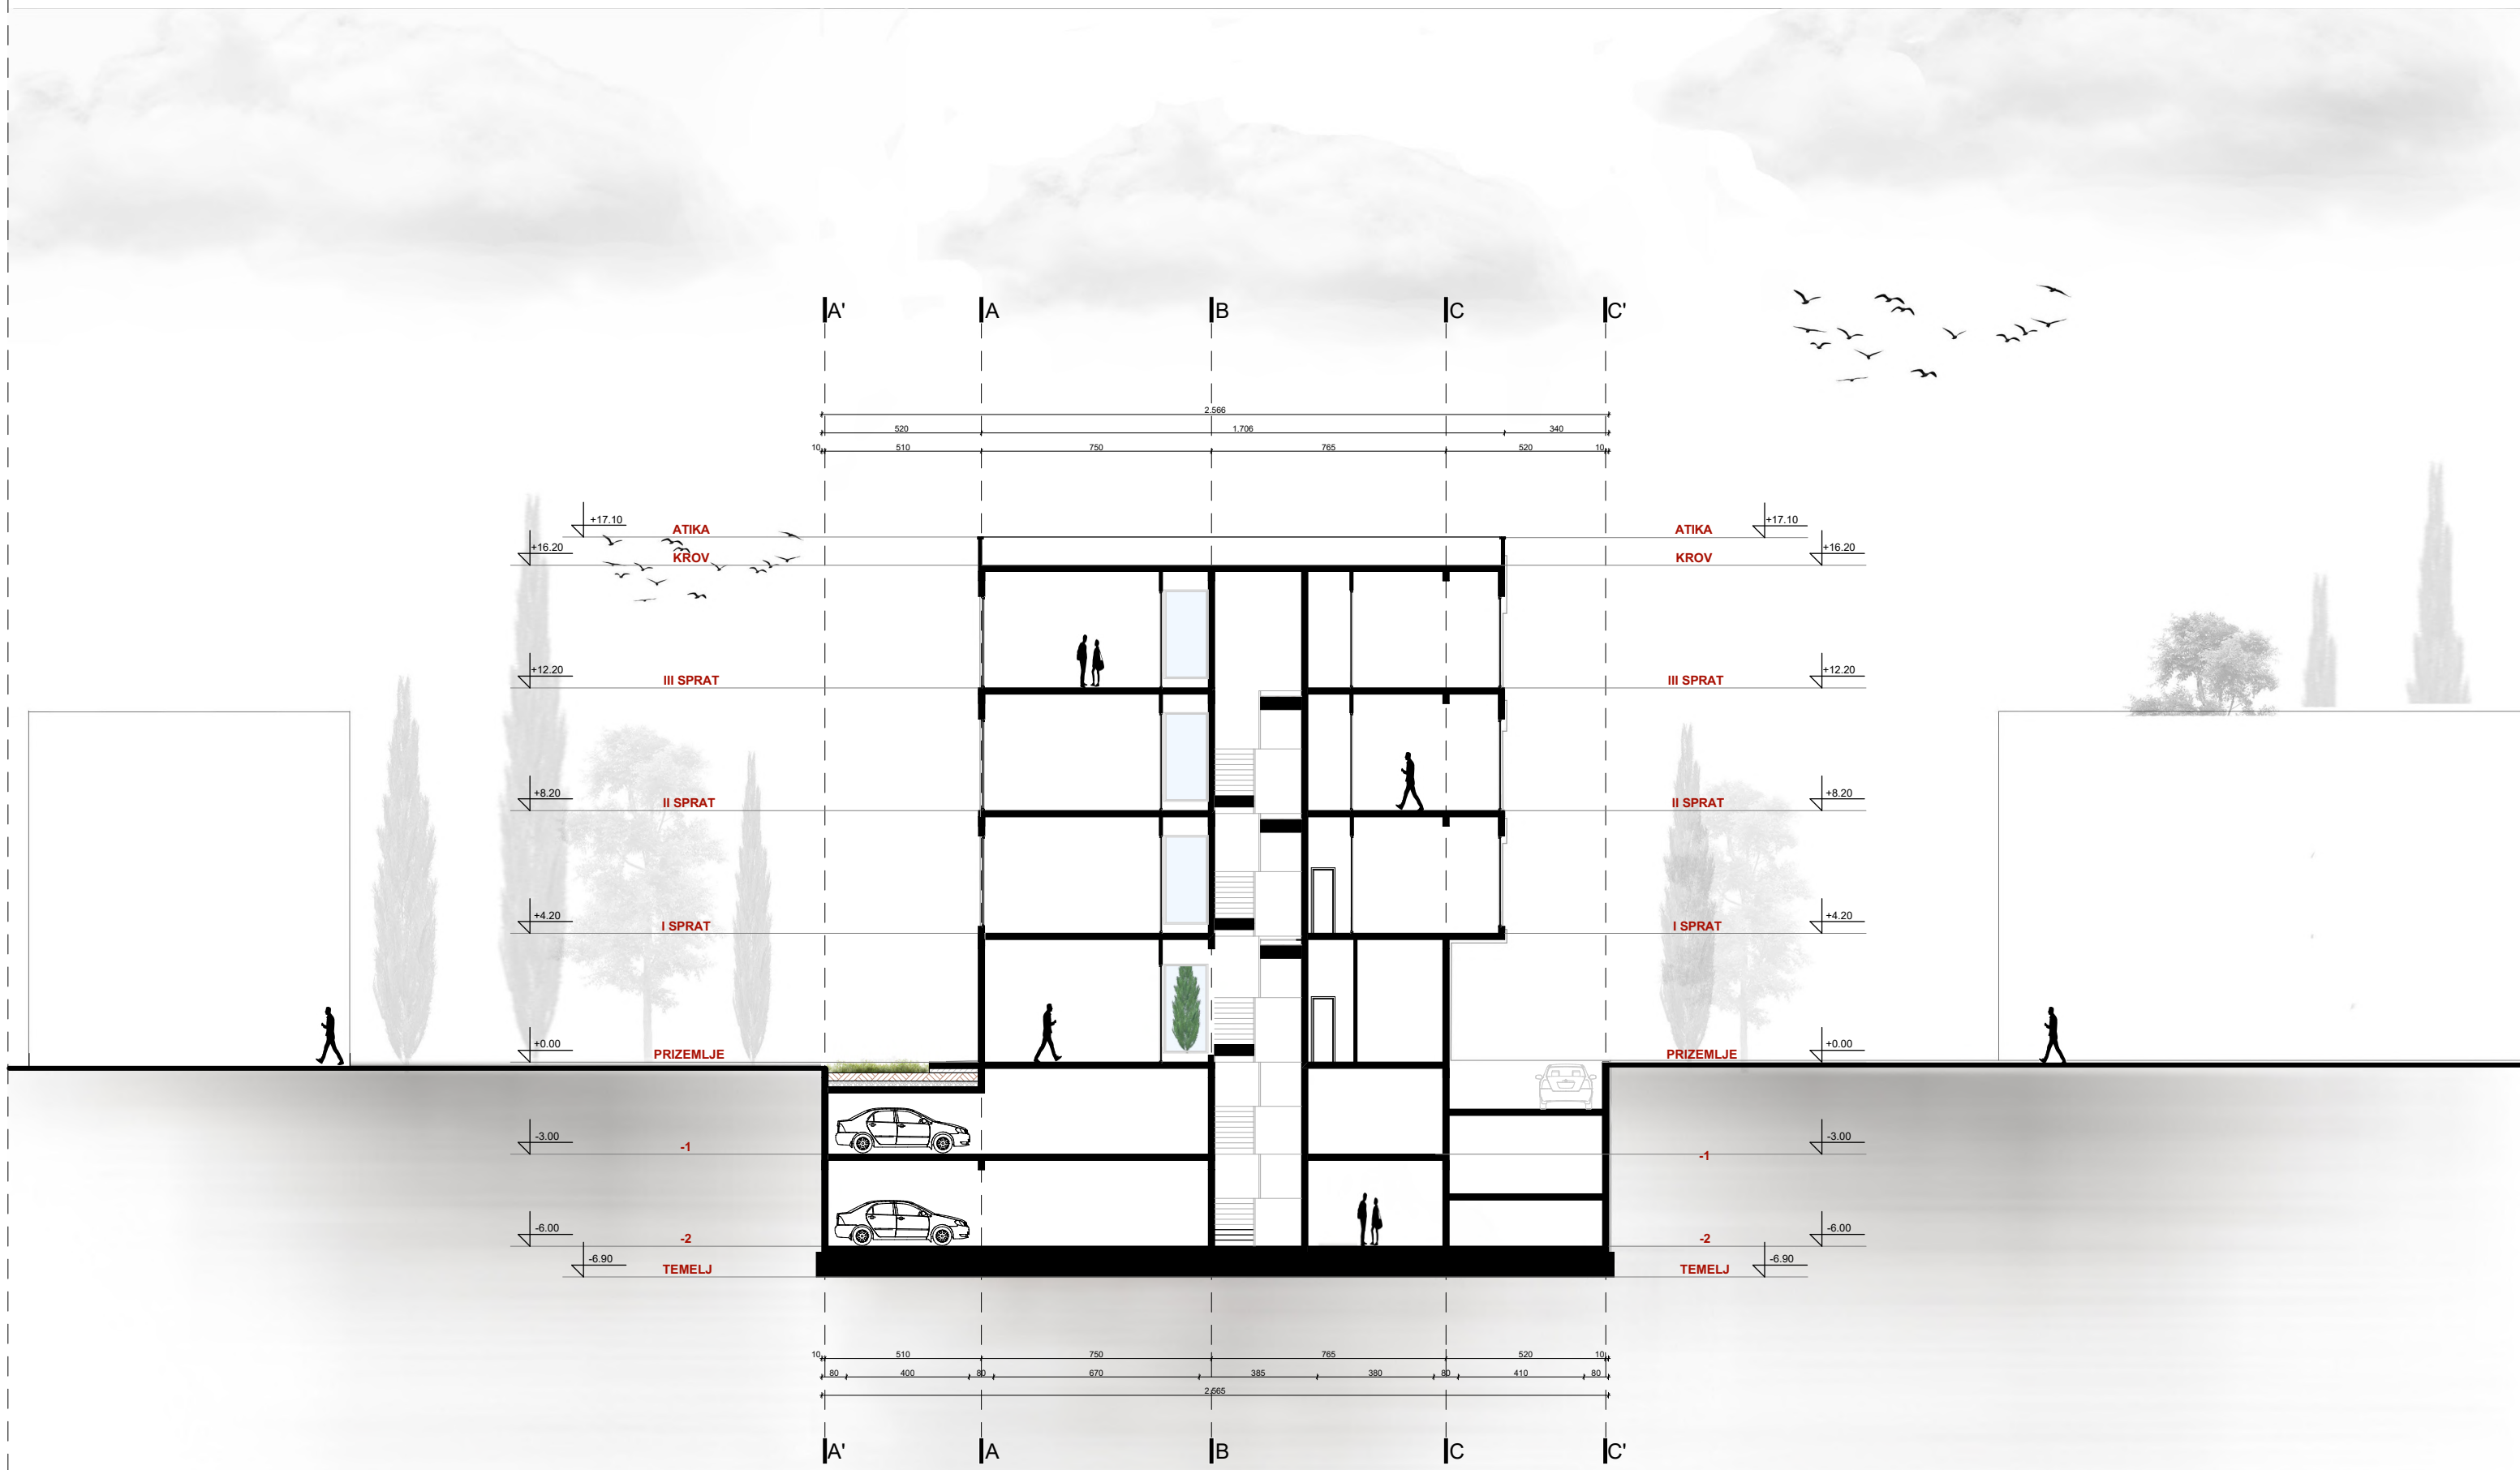 A' A B C C'
2.566
520 1.706 340
10 510 750 765 520 10
+17.10 ATIKA ATIKA +17.10
+16.20 KROV KROV +16.20
+12.20 III SPRAT III SPRAT +12.20
+8.20 II SPRAT II SPRAT +8.20
+4.20 I SPRAT I SPRAT +4.20
+0.00 PRIZEMLJE PRIZEMLJE +0.00
-3.00 -1 -1 -3.00
-6.00 -2 -2 -6.00
-6.90 TEMELJ TEMELJ -6.90
10 510 750 765 520 10
80 400 80 670 385 380 80 410 80
2.565
A' A B C C'